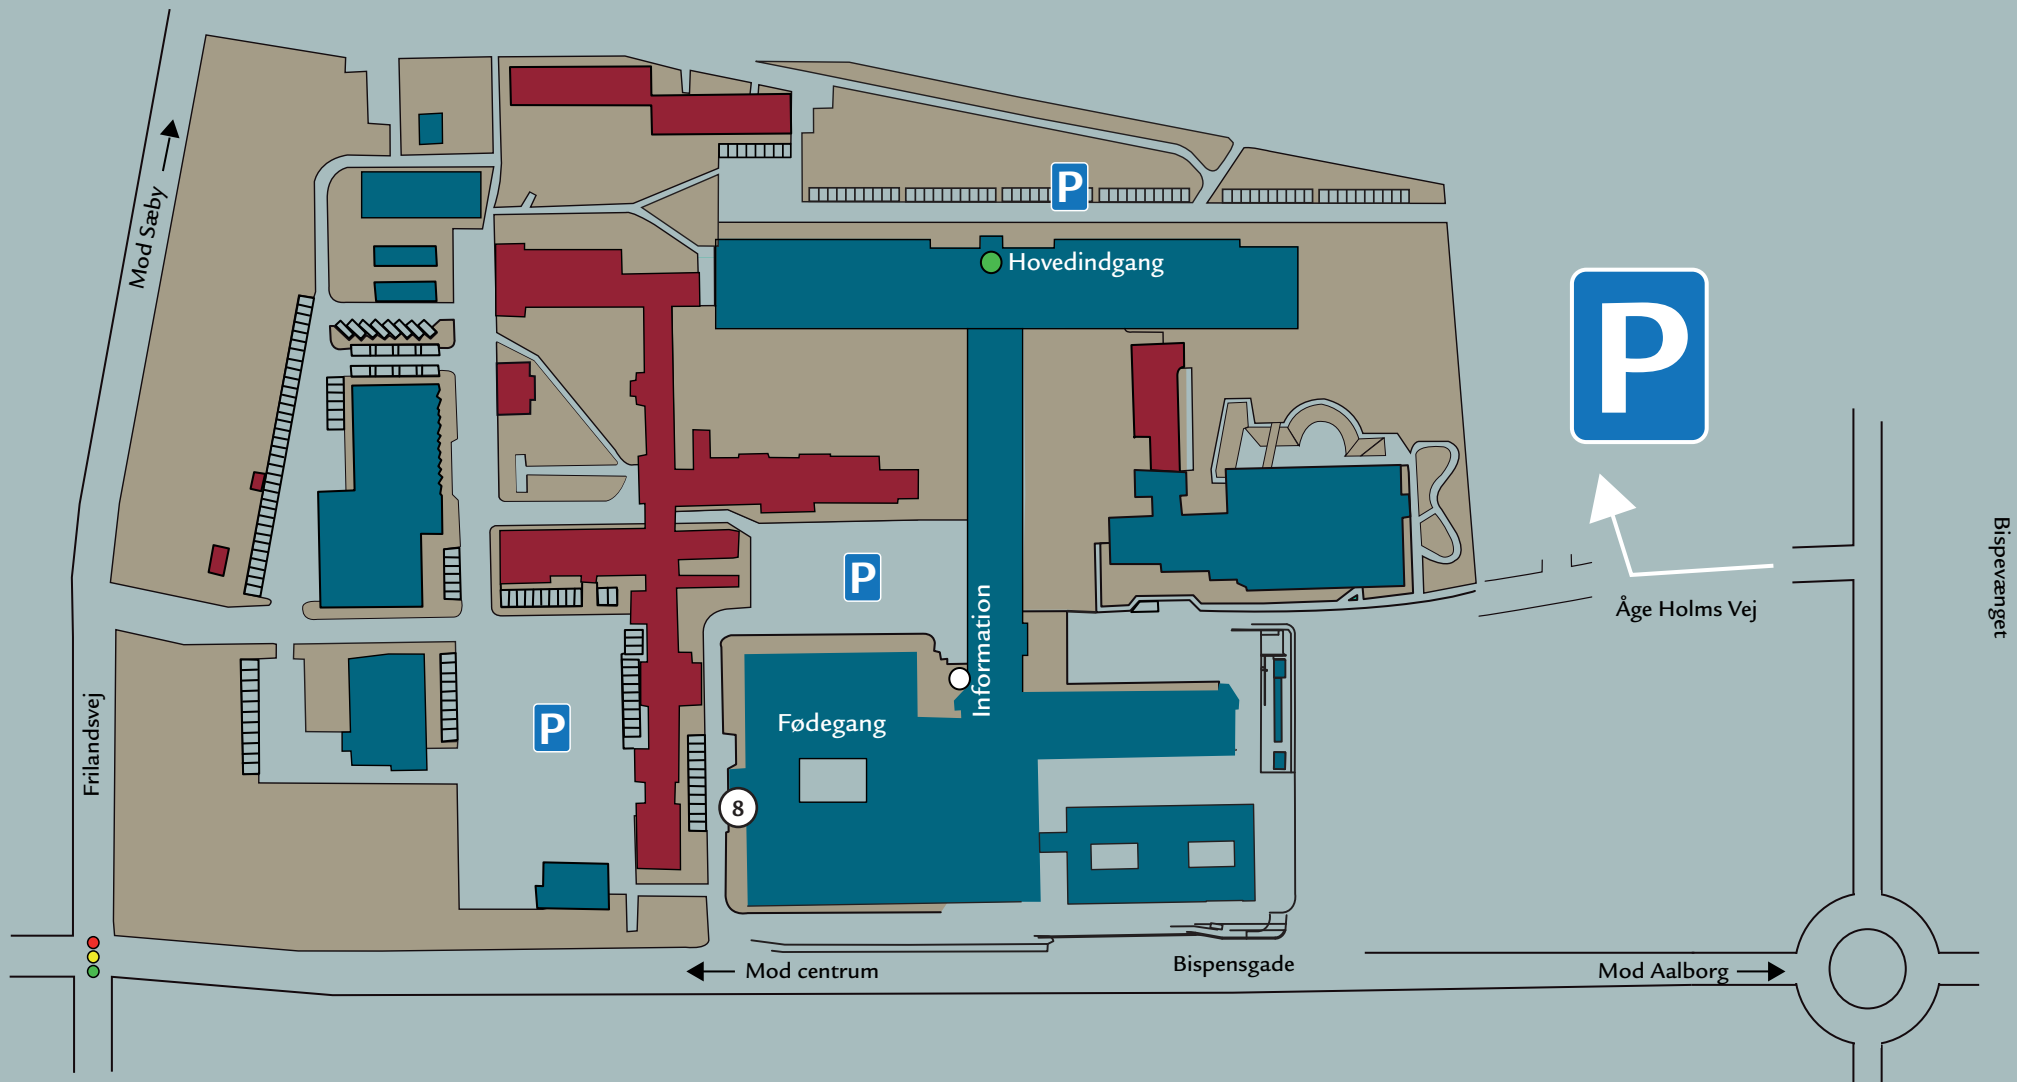 Mod Sæby
P
Hovedindgang
P
Bispevænget
P
Information
Åge Holms Vej
Frilandsvej
P
Fødegang
8
Mod centrum
Bispensgade
Mod Aalborg